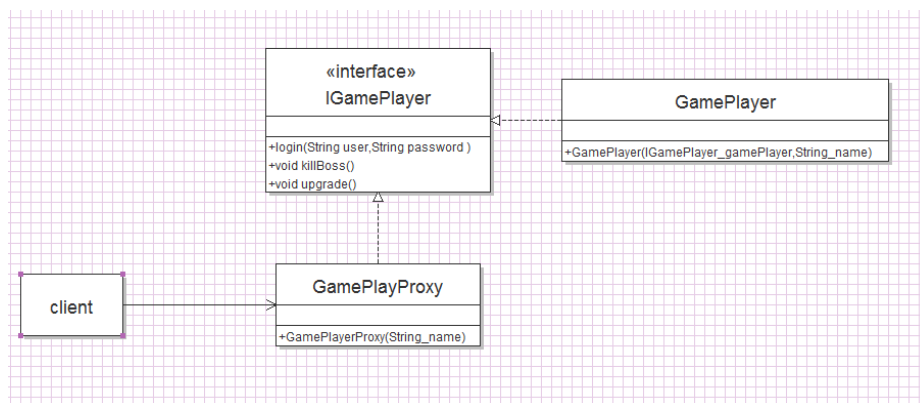 «interface»
IGamePlayer
+login(String user,String password )
+void killBoss()
+void upgrade()
GamePlayer
+GamePlayer(IGamePlayer_gamePlayer,String_name)
client
GamePlayProxy
+GamePlayerProxy(String_name)